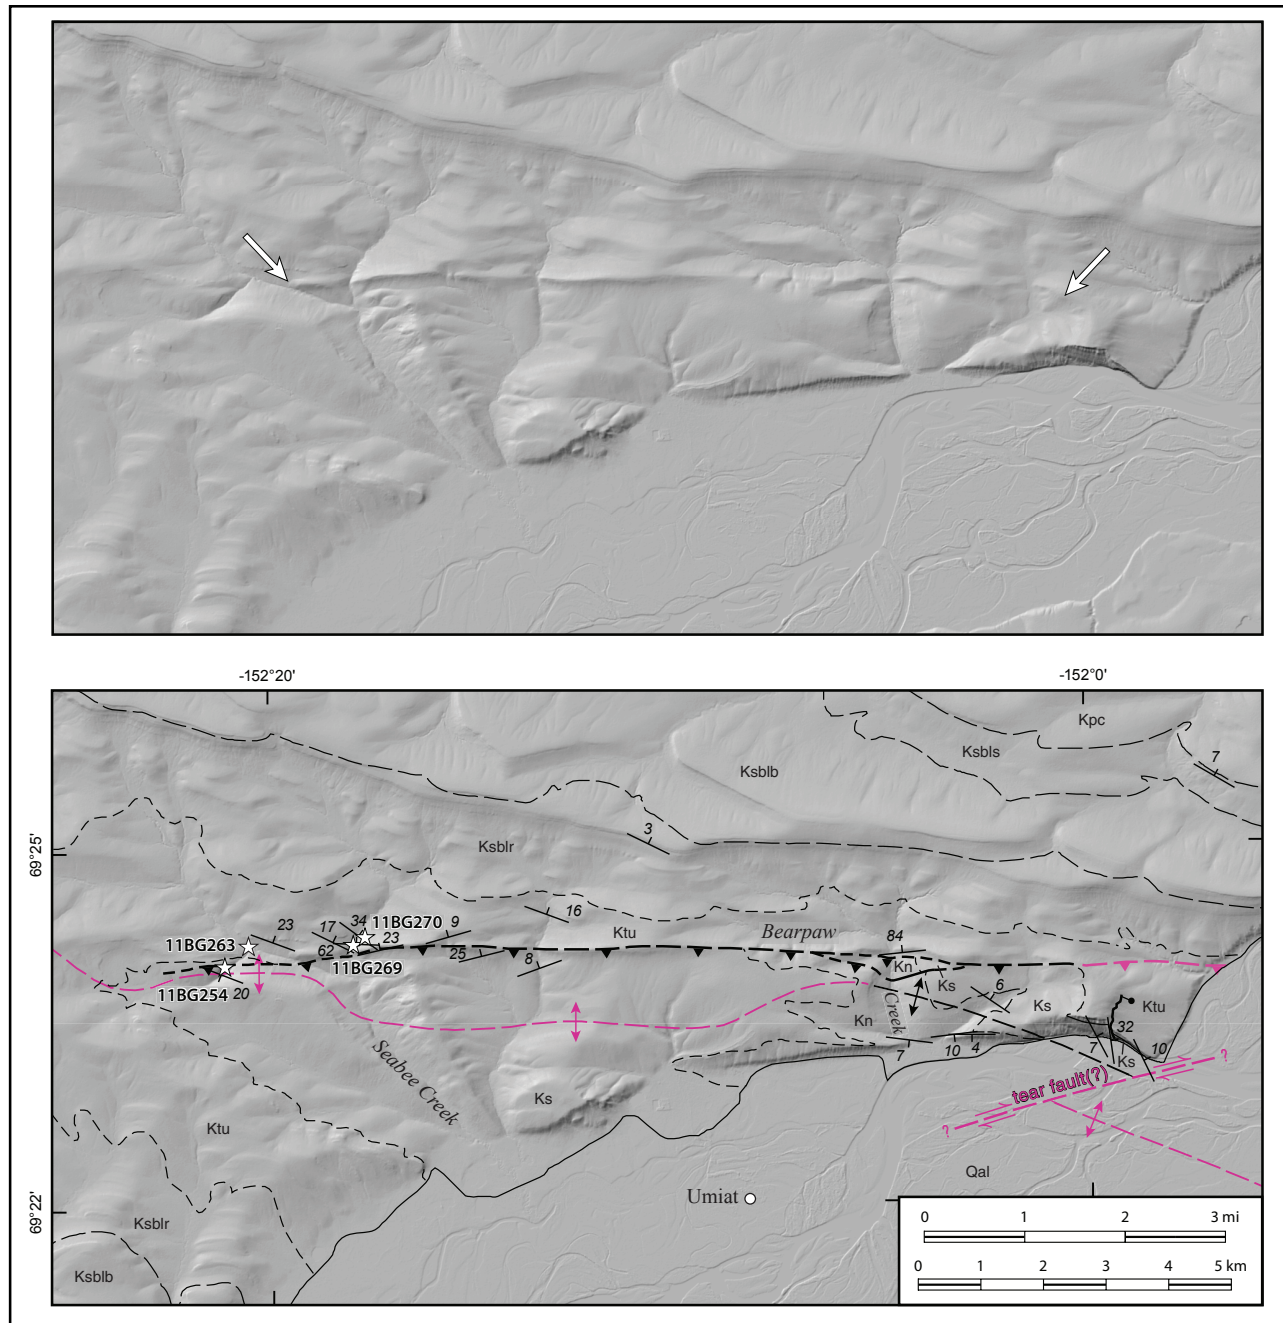 -152°20'
-152°0'
Kpc
Ksbls
Ksblb
7
3
69°25'
Ksblr
16
9
34
11BG270
23
17
23
Ktu
Bearpaw
84
11BG263
62
11BG269
25
8
Kn
Ks
11BG254
20
6
Creek
Kn
Ks
Ktu
32
7
10
4
7
Ks
10
Seabee Creek
Ks
tear fault(?)
?
?
Ktu
Qal
Umiat
69°22'
Ksblr
Ksblb
0 1 2 3 mi
0 1 2 3 4 5 km